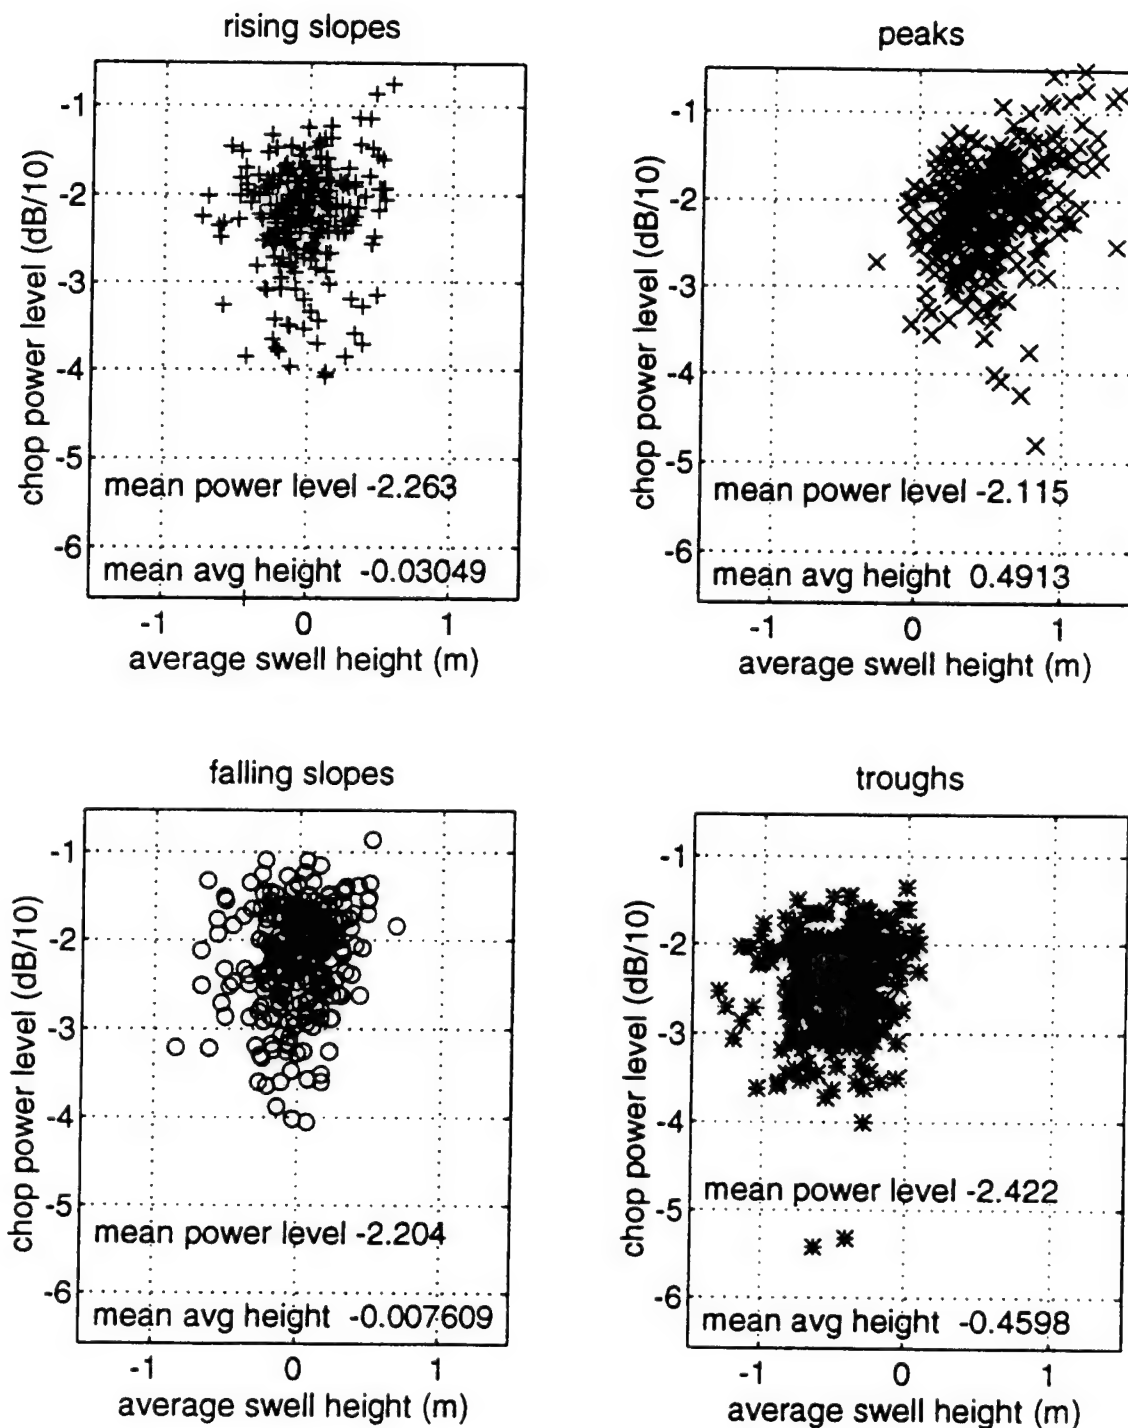 rising slopes
chop power level (dB/10)
-1
-2
-3
-4
-5
-6
mean power level -2.263
mean avg height -0.03049
-1 0 1
average swell height (m)
peaks
chop power level (dB/10)
-1
-2
-3
-4
-5
-6
mean power level -2.115
mean avg height 0.4913
-1 0 1
average swell height (m)
falling slopes
chop power level (dB/10)
-1
-2
-3
-4
-5
-6
mean power level -2.204
mean avg height -0.007609
-1 0 1
average swell height (m)
troughs
chop power level (dB/10)
-1
-2
-3
-4
-5
-6
mean power level -2.422
mean avg height -0.4598
-1 0 1
average swell height (m)